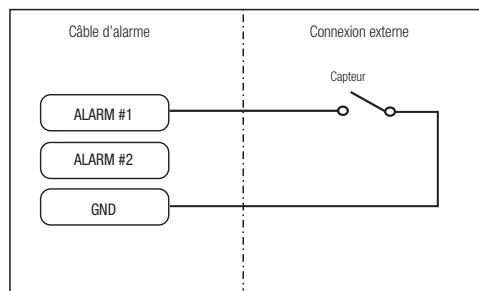 Câble d'alarme
Connexion externe
Capteur
ALARM #1
ALARM #2
GND